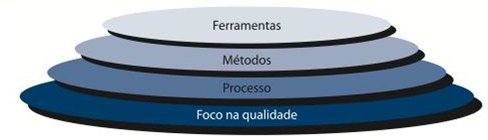 Ferramentas
Métodos
Processo
Foco na qualidade